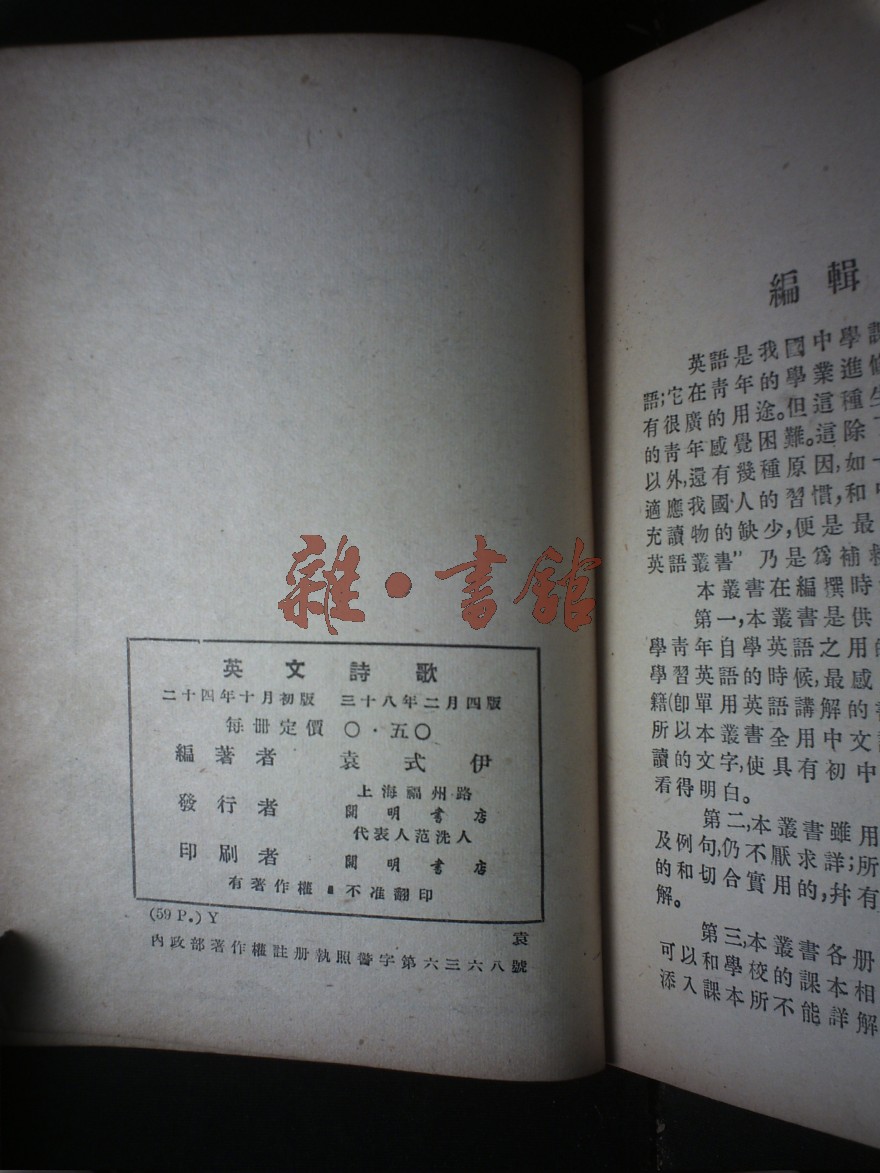 雜·書館
英文詩歌
二十四年十月初版 三十八年二月四版
每冊定價 〇·五〇
編著者 袁式伊
發行者 上海福州路
開明書店
代表人范洗人
印刷者 開明書店
有著作權 不准翻印
(59 P.) Y 袁
內政部著作權註册執照警字第六三六八號
編輯
英語是我國中學課
語;它在靑年的學業進修
有很廣的用途。但這種生
的靑年感覺困難。這除
以外,還有幾種原因,如一
適應我國人的習慣,和
充讀物的缺少,便是最
英語叢書”乃是爲補救
本叢書在編撰時
第一,本叢書是供
學靑年自學英語之用的
學習英語的時候,最感
籍(卽單用英語講解的書
所以本叢書全用中文
讀的文字,使具有初中
看得明白。
第二,本叢書雖用
及例句,仍不厭求詳;所
的和切合實用的,幷有
解。
第三,本叢書各册
可以和學校的課本相
添入課本所不能詳解